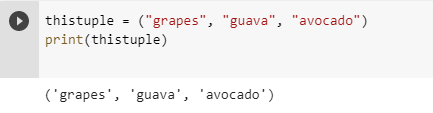 thistuple = ("grapes", "guava", "avocado")
print(thistuple)
('grapes', 'guava', 'avocado')